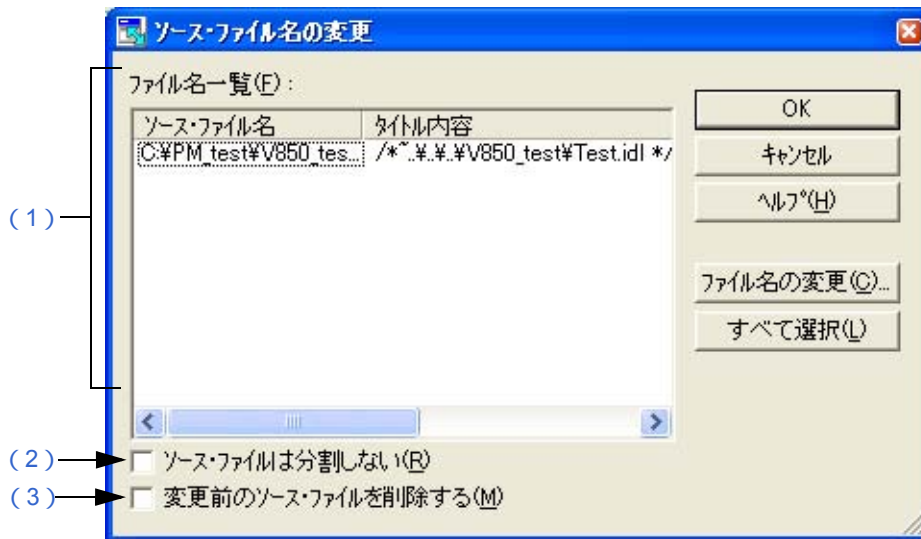 ソース・ファイル名の変更
ファイル名一覧(F):
ソース・ファイル名 タイトル内容
C:¥PM_test¥V850_tes... /*~.¥.¥.¥V850_test¥Test.idl */
OK
キャンセル
ヘルプ(H)
ファイル名の変更(C)...
すべて選択(L)
(1)
(2) ソース・ファイルは分割しない(R)
(3) 変更前のソース・ファイルを削除する(M)